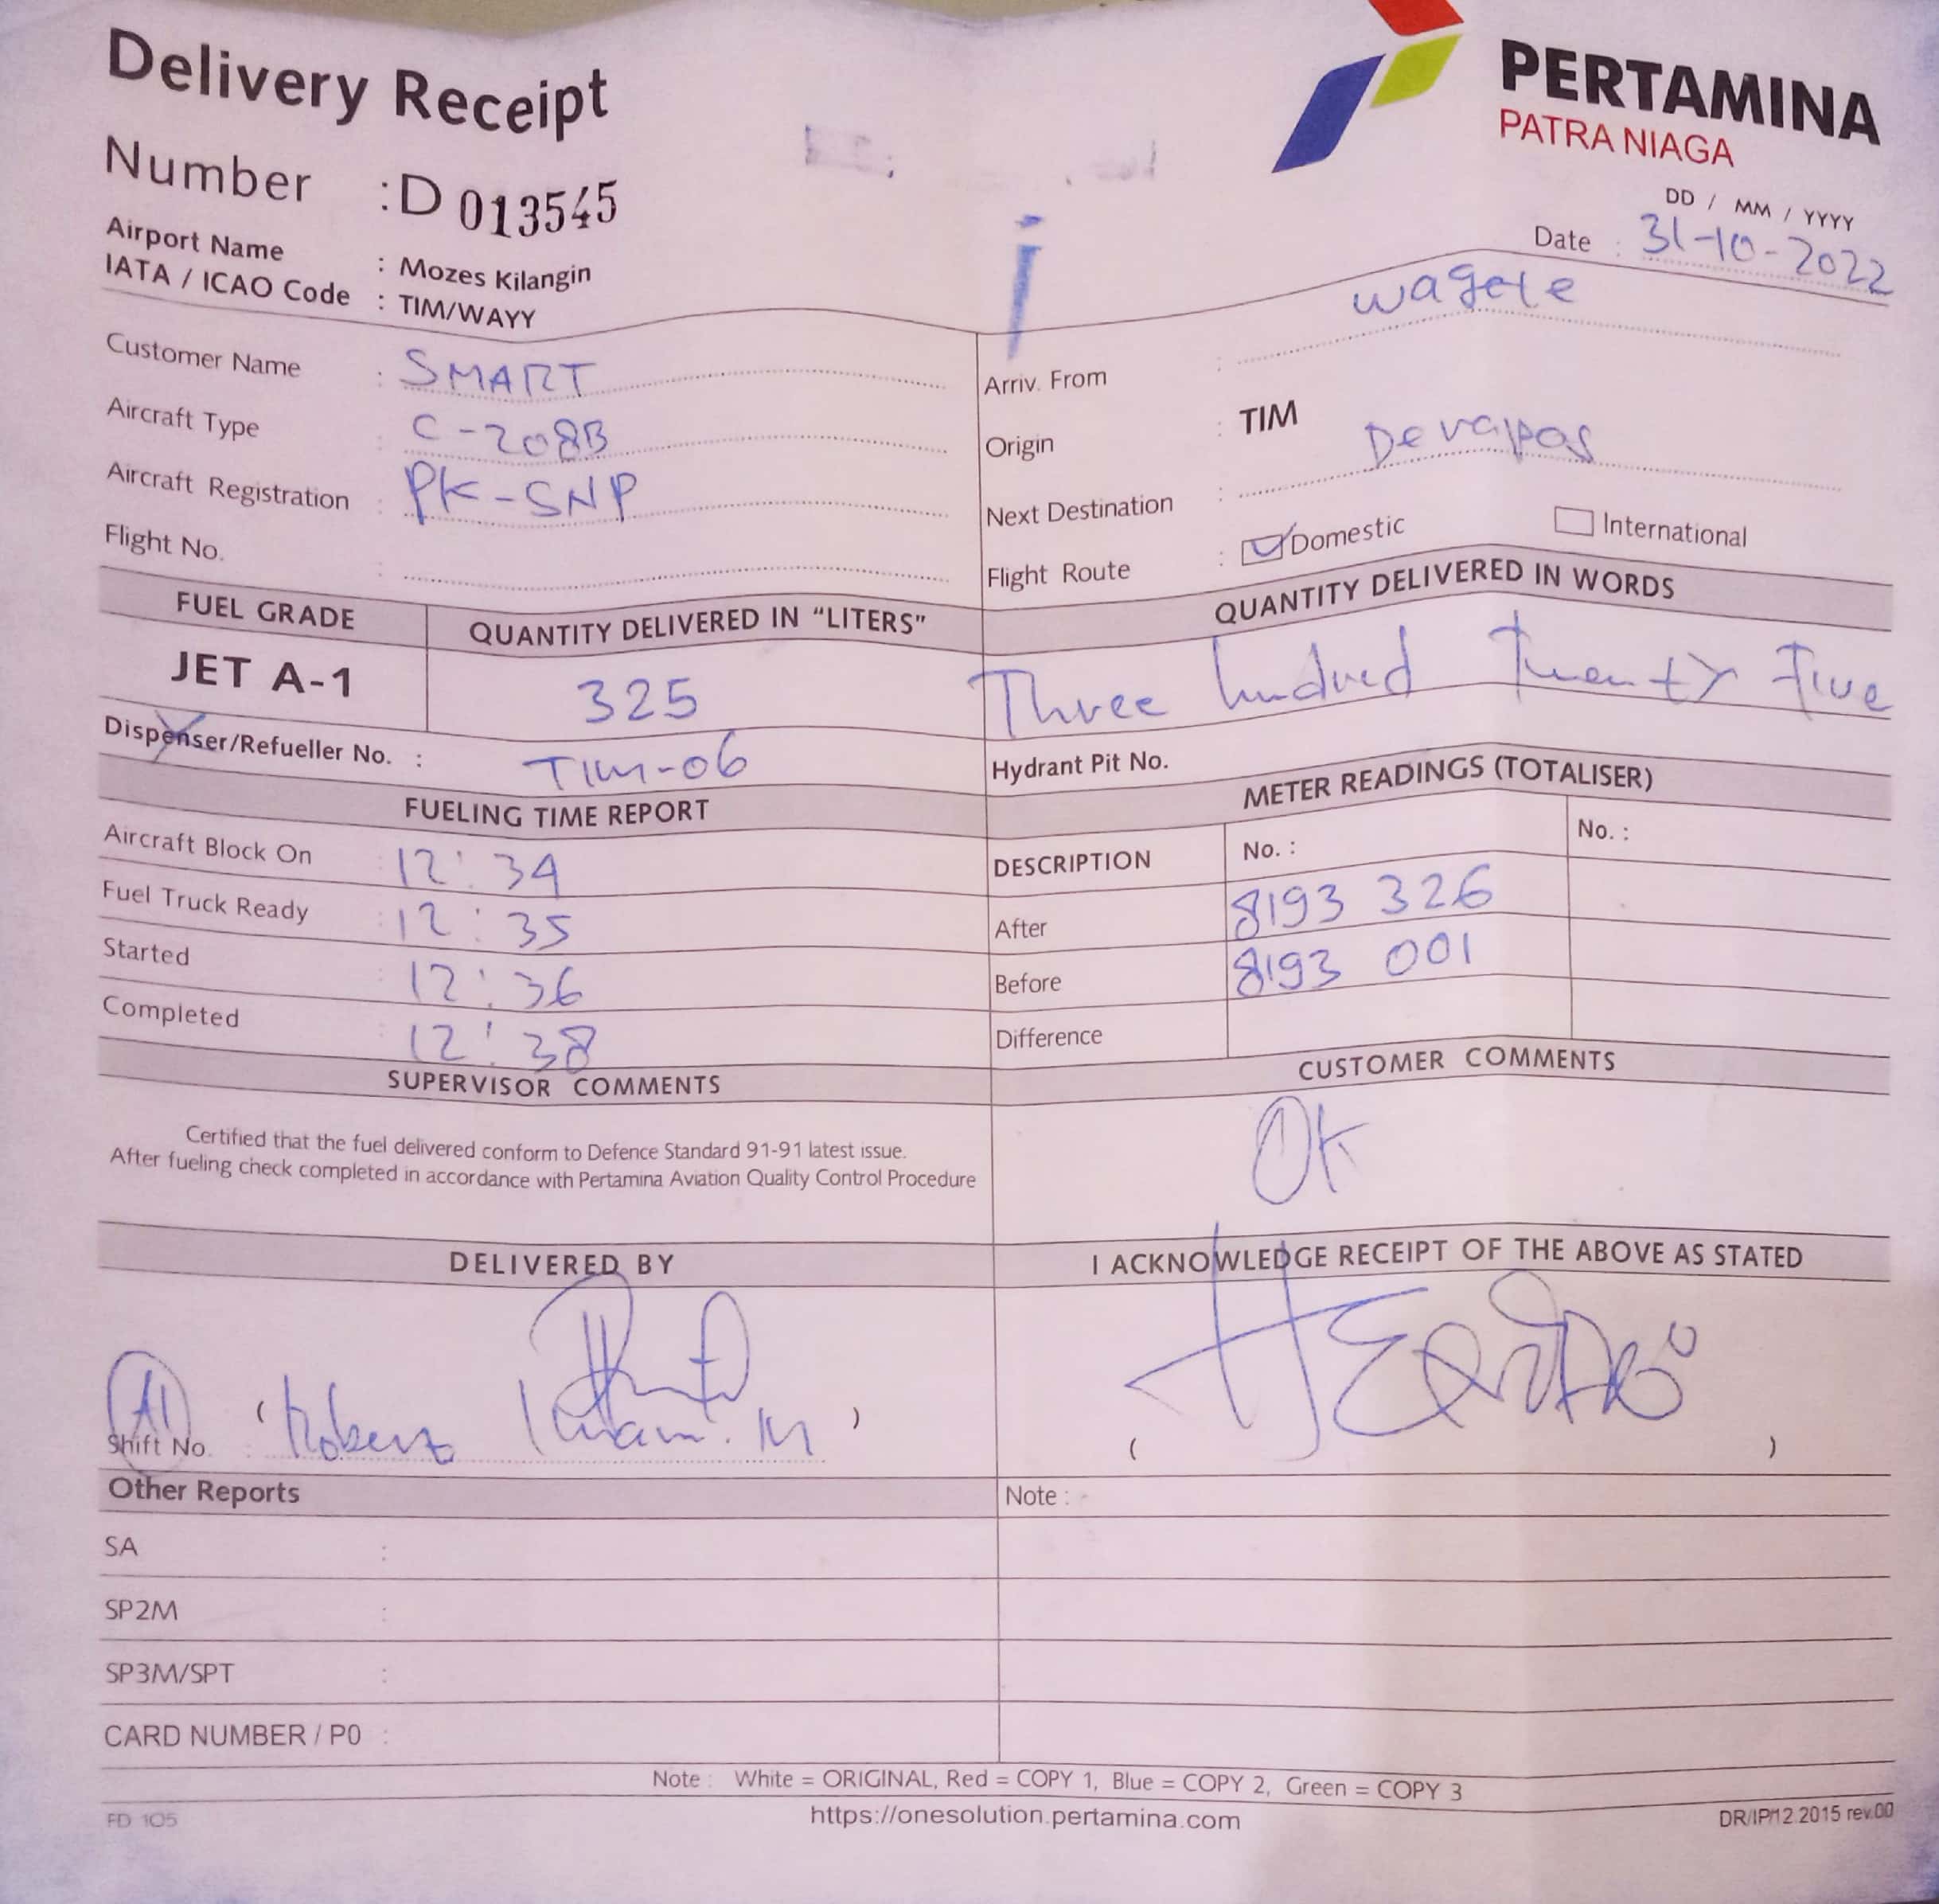 Delivery Receipt
PERTAMINA
PATRA NIAGA
Number : D 013545
DD / MM / YYYY
Date : 31-10-2022
Airport Name : Mozes Kilangin
IATA / ICAO Code : TIM/WAYY
Customer Name : SMART
Aircraft Type : C-208B
Aircraft Registration : PK-SNP
Flight No. :
Arriv. From : wagete
Origin : TIM
Next Destination : Devapos
Flight Route : Domestic International
FUEL GRADE QUANTITY DELIVERED IN "LITERS" QUANTITY DELIVERED IN WORDS
JET A-1 325 Three hundred Twenty Five
Dispenser/Refueller No. : TIM-06 Hydrant Pit No.
FUELING TIME REPORT
Aircraft Block On : 12:34
Fuel Truck Ready : 12:35
Started : 12:36
Completed : 12:38
METER READINGS (TOTALISER)
DESCRIPTION No. : No. :
After 8193 326
Before 8193 001
Difference
SUPERVISOR COMMENTS
Certified that the fuel delivered conform to Defence Standard 91-91 latest issue.
After fueling check completed in accordance with Pertamina Aviation Quality Control Procedure
CUSTOMER COMMENTS
OK
DELIVERED BY
A1
Shift No. : ( )
I ACKNOWLEDGE RECEIPT OF THE ABOVE AS STATED
( )
Other Reports Note :
SA :
SP2M :
SP3M/SPT :
CARD NUMBER / P0 :
Note : White = ORIGINAL, Red = COPY 1, Blue = COPY 2, Green = COPY 3
FD 105 https://onesolution.pertamina.com DR/IP/12.2015 rev.00